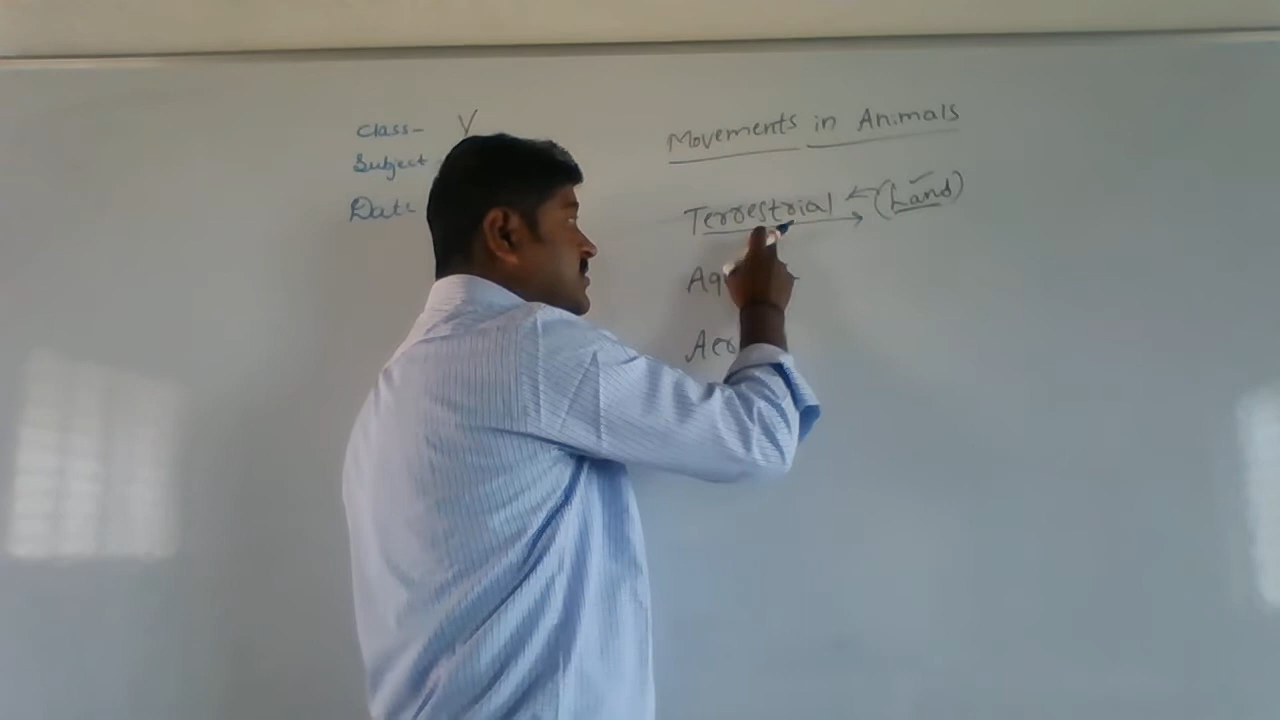 Class- V
Subject
Date
Movements in Animals
Terrestrial (Land)